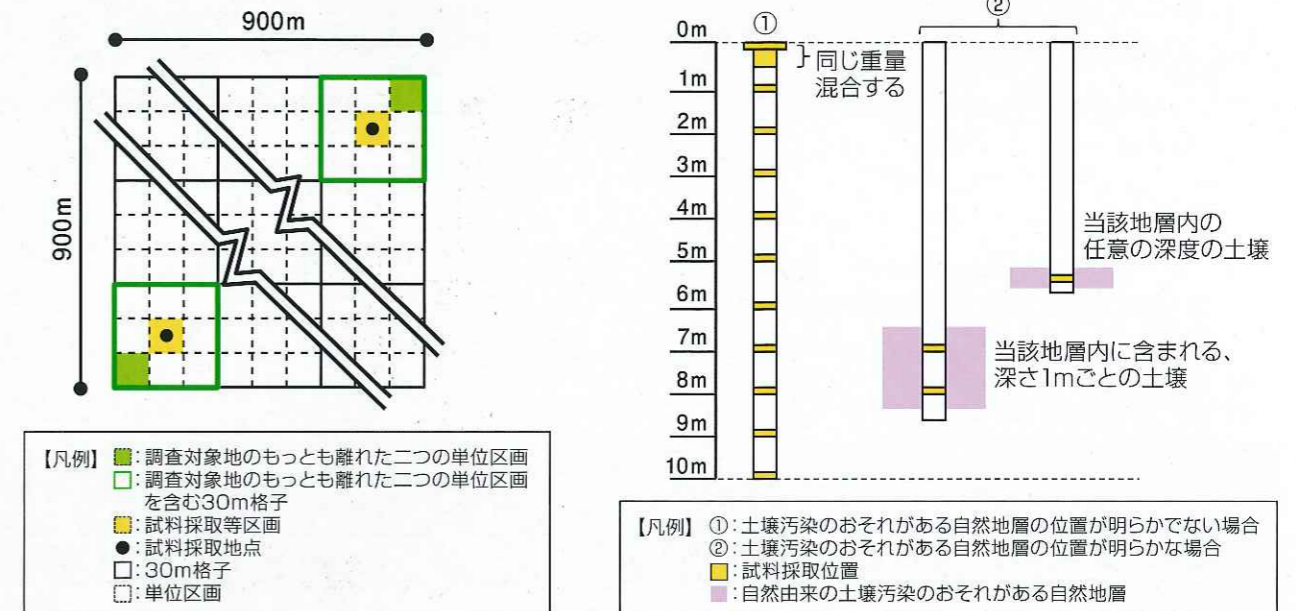 900m
900m
【凡例】
：調査対象地のもっとも離れた二つの単位区画
：調査対象地のもっとも離れた二つの単位区画
を含む30m格子
：試料採取等区画
●：試料採取地点
：30m格子
：単位区画
①
②
0m
1m
2m
3m
4m
5m
6m
7m
8m
9m
10m
同じ重量
混合する
当該地層内の
任意の深度の土壌
当該地層内に含まれる、
深さ1mごとの土壌
【凡例】 ①：土壌汚染のおそれがある自然地層の位置が明らかでない場合
②：土壌汚染のおそれがある自然地層の位置が明らかな場合
：試料採取位置
：自然由来の土壌汚染のおそれがある自然地層